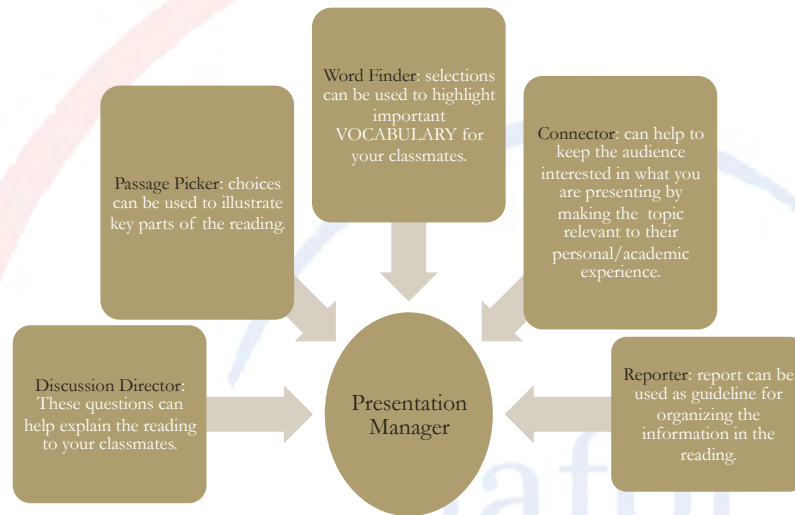 Word Finder: selections
can be used to highlight
important
VOCABULARY for
your classmates.
Connector: can help to
keep the audience
interested in what you
are presenting by
making the topic
relevant to their
personal/academic
experience.
Passage Picker: choices
can be used to illustrate
key parts of the reading.
Discussion Director:
These questions can
help explain the reading
to your classmates.
Presentation
Manager
Reporter: report can be
used as guideline for
organizing the
information in the
reading.